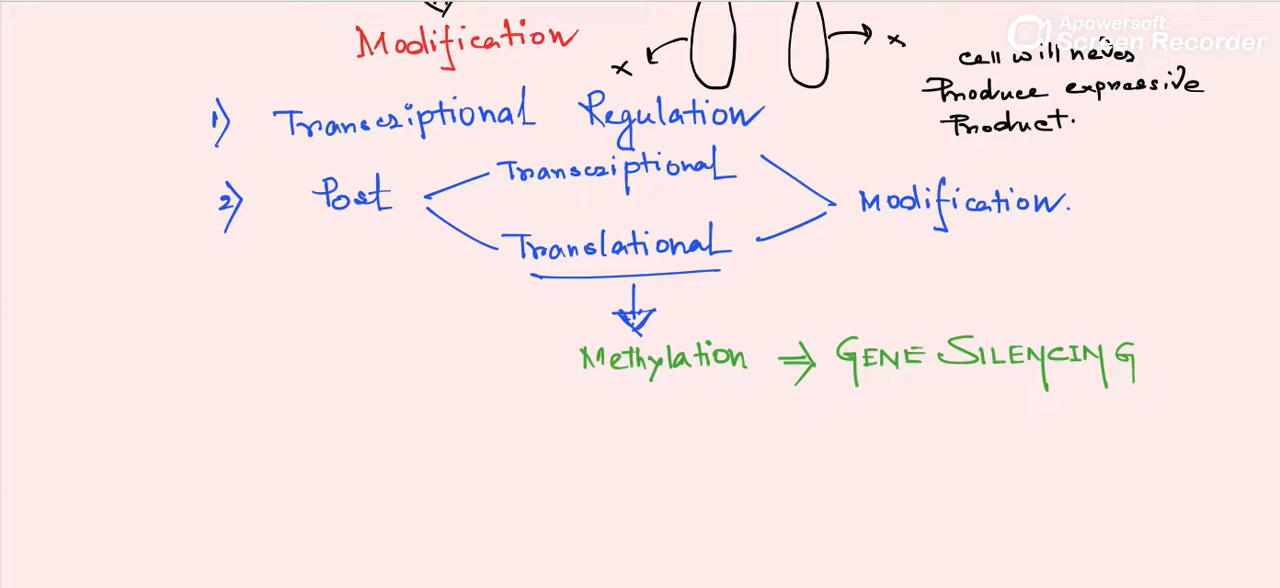 Apowersoft
Screen Recorder
Modification
x
x
cell will never
Produce expressive
Product.
1) Transcriptional Regulation
2) Post
Transcriptional
Translational
Modification.
Methylation ⇒ GENE SILENCING